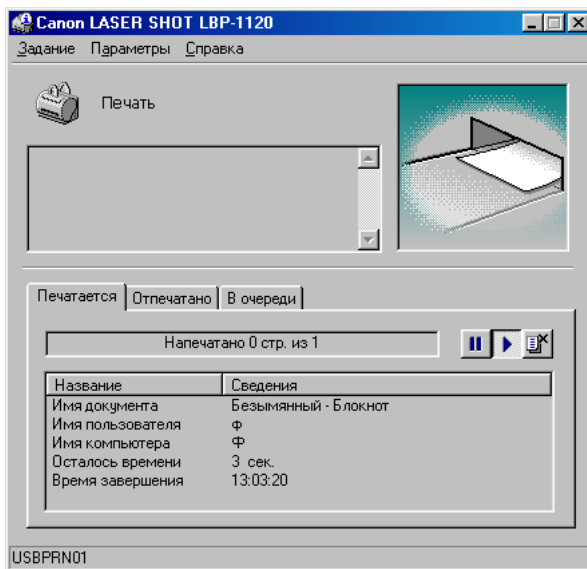 Canon LASER SHOT LBP-1120
Задание Параметры Справка
Печать
Печатается Отпечатано В очереди
Напечатано 0 стр. из 1
Название Сведения
Имя документа Безымянный - Блокнот
Имя пользователя ф
Имя компьютера Ф
Осталось времени 3 сек.
Время завершения 13:03:20
USBPRN01